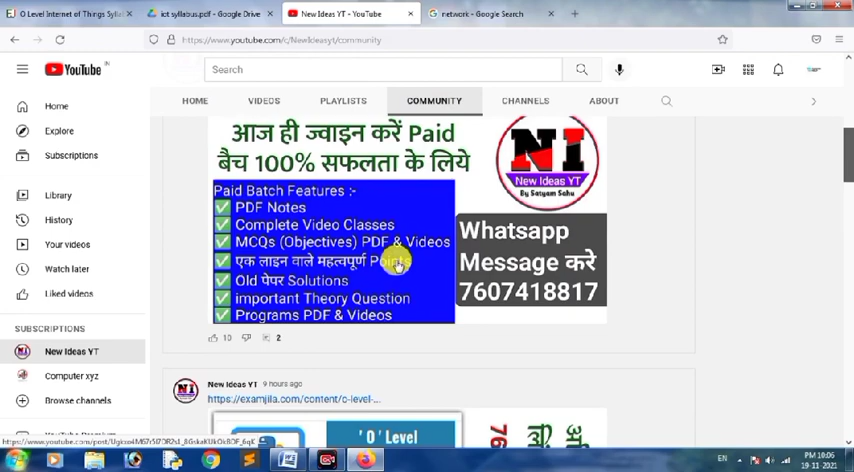 O Level Internet of Things Syllab
iot syllabus.pdf - Google Drive
New Ideas YT - YouTube
network - Google Search
https://www.youtube.com/c/NewIdeasyt/community
YouTube IN
Search
HOME
VIDEOS
PLAYLISTS
COMMUNITY
CHANNELS
ABOUT
Home
Explore
Subscriptions
Library
History
Your videos
Watch later
Liked videos
SUBSCRIPTIONS
New Ideas YT
Computer xyz
Browse channels
आज ही ज्वाइन करें Paid
बैच 100% सफलता के लिये
NI
New Ideas YT
By Satyam Sahu
Paid Batch Features :-
✅ PDF Notes
✅ Complete Video Classes
✅ MCQs (Objectives) PDF & Videos
✅ एक लाइन वाले महत्वपूर्ण Points
✅ Old पेपर Solutions
✅ important Theory Question
✅ Programs PDF & Videos
Whatsapp
Message करे
7607418817
10
2
New Ideas YT 9 hours ago
https://examjila.com/content/o-level-...
' O ' Level
EN
PM 10:06
19-11-2021